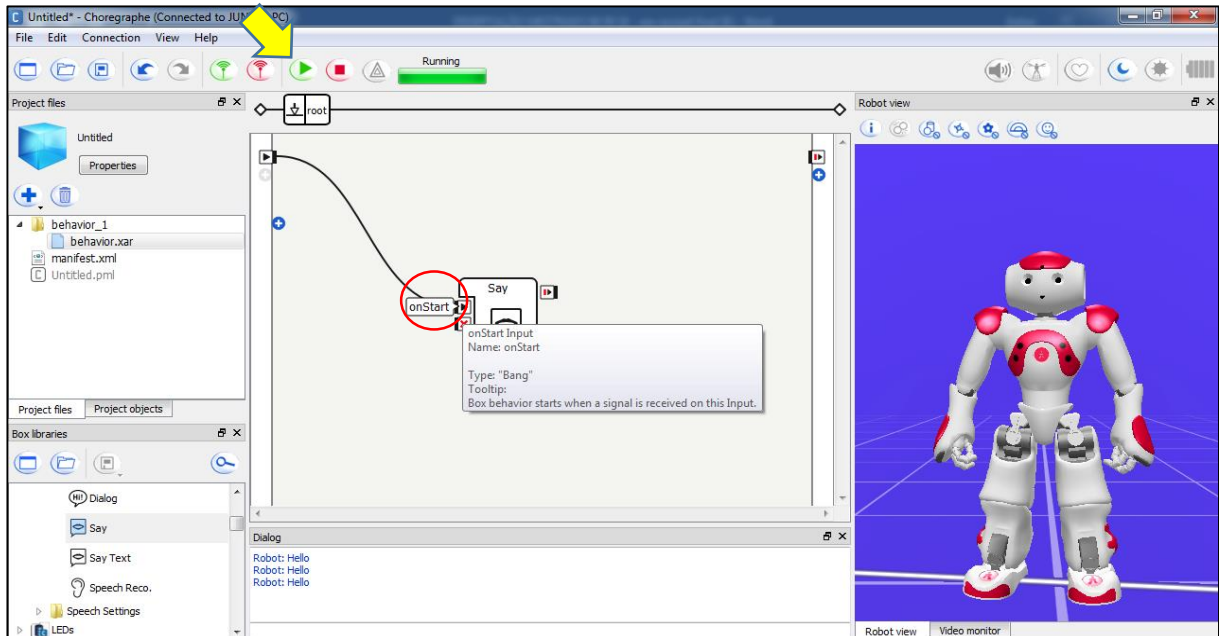 Untitled* - Choregraphe (Connected to JUN PC)
File Edit Connection View Help
Running
Project files
Untitled
Properties
behavior_1
behavior.xar
manifest.xml
Untitled.pml
Project files Project objects
Box libraries
Dialog
Say
Say Text
Speech Reco.
Speech Settings
LEDs
root
Say
onStart
onStart Input
Name: onStart
Type: "Bang"
Tooltip:
Box behavior starts when a signal is received on this Input.
Dialog
Robot: Hello
Robot: Hello
Robot: Hello
Robot view
Robot view Video monitor